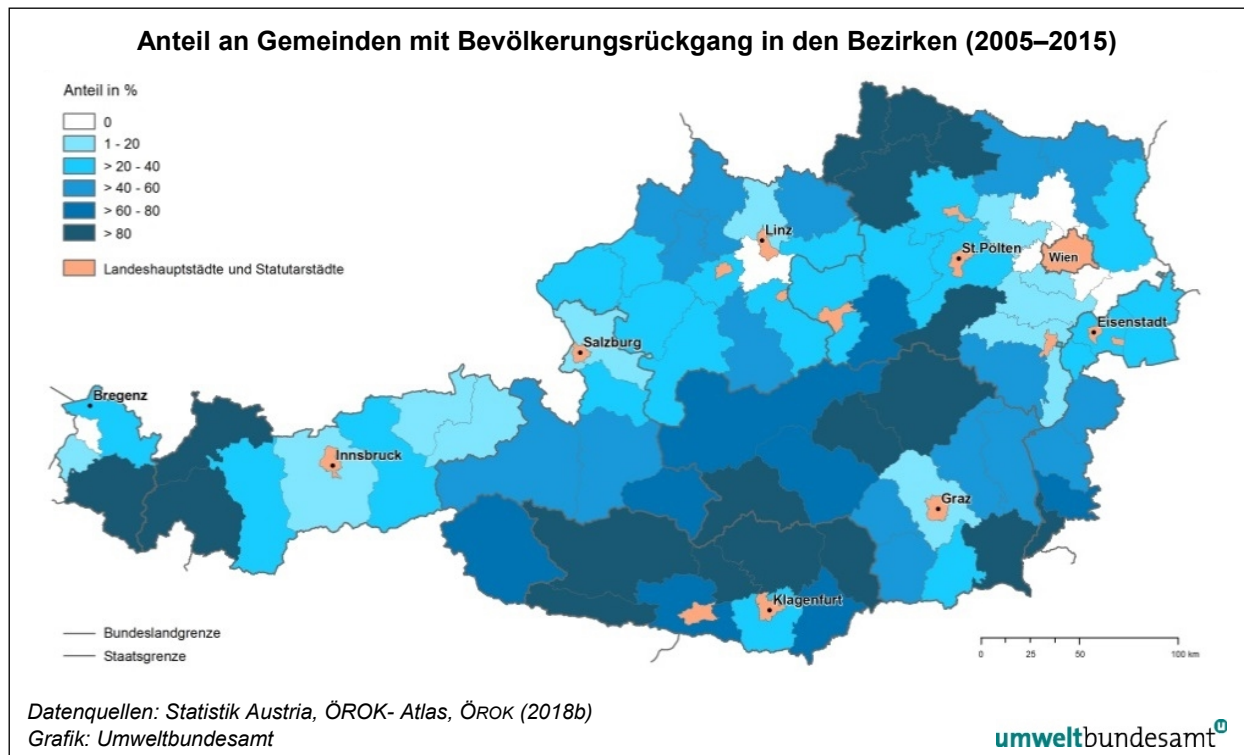 Anteil an Gemeinden mit Bevölkerungsrückgang in den Bezirken (2005–2015)
Anteil in %
0
1 - 20
> 20 - 40
> 40 - 60
> 60 - 80
> 80
Landeshauptstädte und Statutarstädte
Linz
St.Pölten
Wien
Eisenstadt
Salzburg
Bregenz
Innsbruck
Graz
Klagenfurt
Bundeslandgrenze
Staatsgrenze
0 25 50 100 km
Datenquellen: Statistik Austria, ÖROK- Atlas, ÖROK (2018b)
Grafik: Umweltbundesamt
umweltbundesamt u